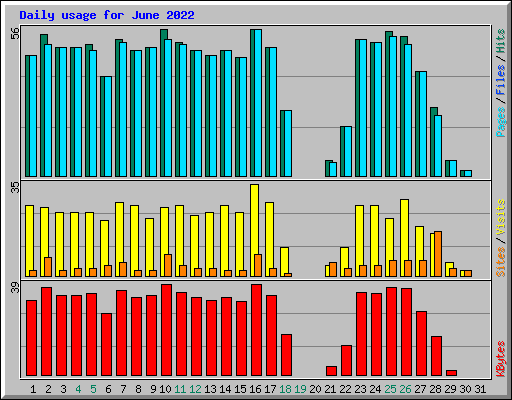 Daily usage for June 2022
56
Pages / Files / Hits
35
Sites / Visits
39
KBytes
1 2 3 4 5 6 7 8 9 10 11 12 13 14 15 16 17 18 19 20 21 22 23 24 25 26 27 28 29 30 31